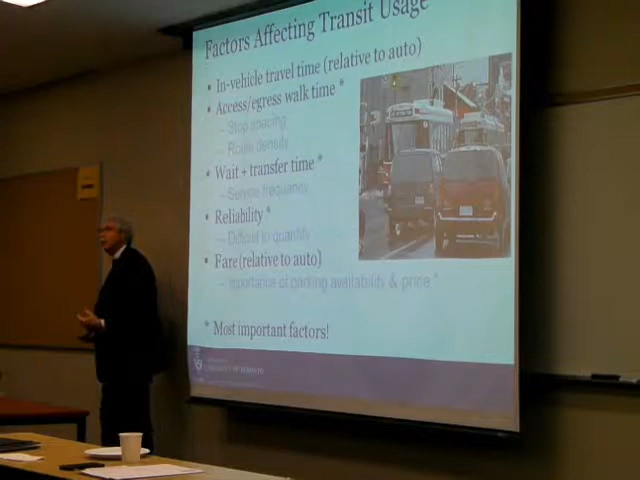 Factors Affecting Transit Usage
• In-vehicle travel time (relative to auto)
• Access/egress walk time *
– Stop spacing
– Route density
• Wait + transfer time *
– Service frequency
• Reliability *
– Difficult to quantify
• Fare (relative to auto)
– Importance of parking availability & price *
* Most important factors!
UNIVERSITY OF TORONTO